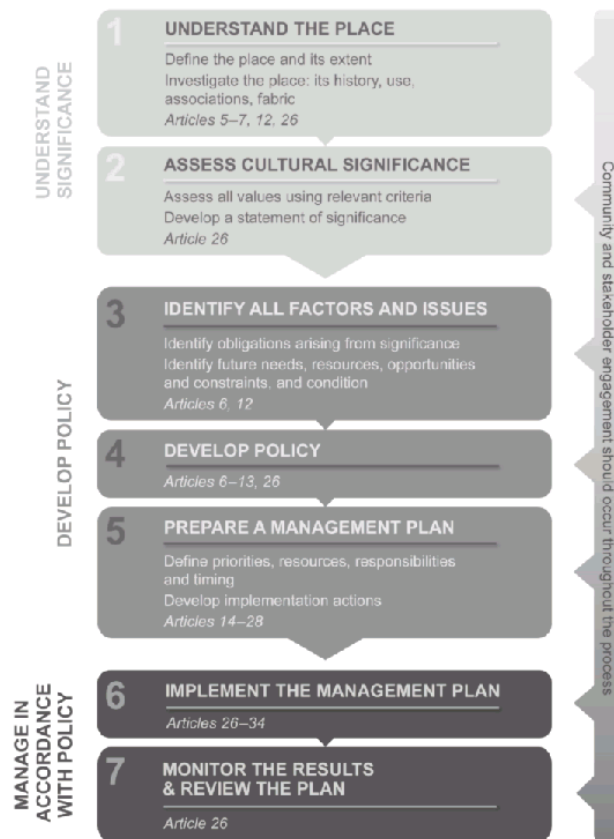 UNDERSTAND
SIGNIFICANCE
1
UNDERSTAND THE PLACE
Define the place and its extent
Investigate the place: its history, use,
associations, fabric
Articles 5–7, 12, 26
2
ASSESS CULTURAL SIGNIFICANCE
Assess all values using relevant criteria
Develop a statement of significance
Article 26
DEVELOP POLICY
3
IDENTIFY ALL FACTORS AND ISSUES
Identify obligations arising from significance
Identify future needs, resources, opportunities
and constraints, and condition
Articles 6, 12
4
DEVELOP POLICY
Articles 6–13, 26
5
PREPARE A MANAGEMENT PLAN
Define priorities, resources, responsibilities
and timing
Develop implementation actions
Articles 14–28
MANAGE IN
ACCORDANCE
WITH POLICY
6
IMPLEMENT THE MANAGEMENT PLAN
Articles 26–34
7
MONITOR THE RESULTS
& REVIEW THE PLAN
Article 26
Community and stakeholder engagement should occur throughout the process